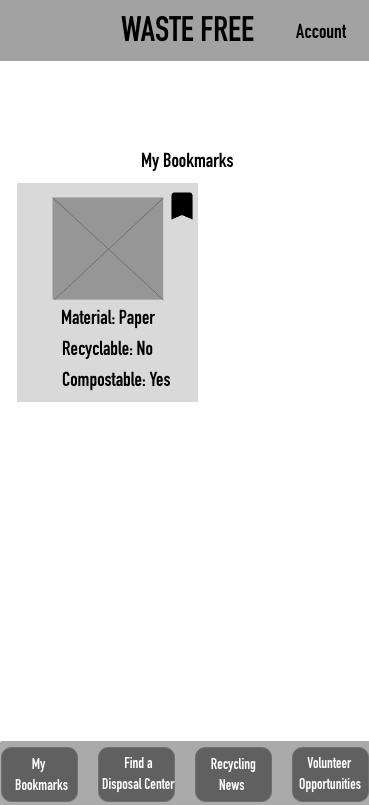 WASTE FREE
Account
My Bookmarks
Material: Paper
Recyclable: No
Compostable: Yes
My
Bookmarks
Find a
Disposal Center
Recycling
News
Volunteer
Opportunities